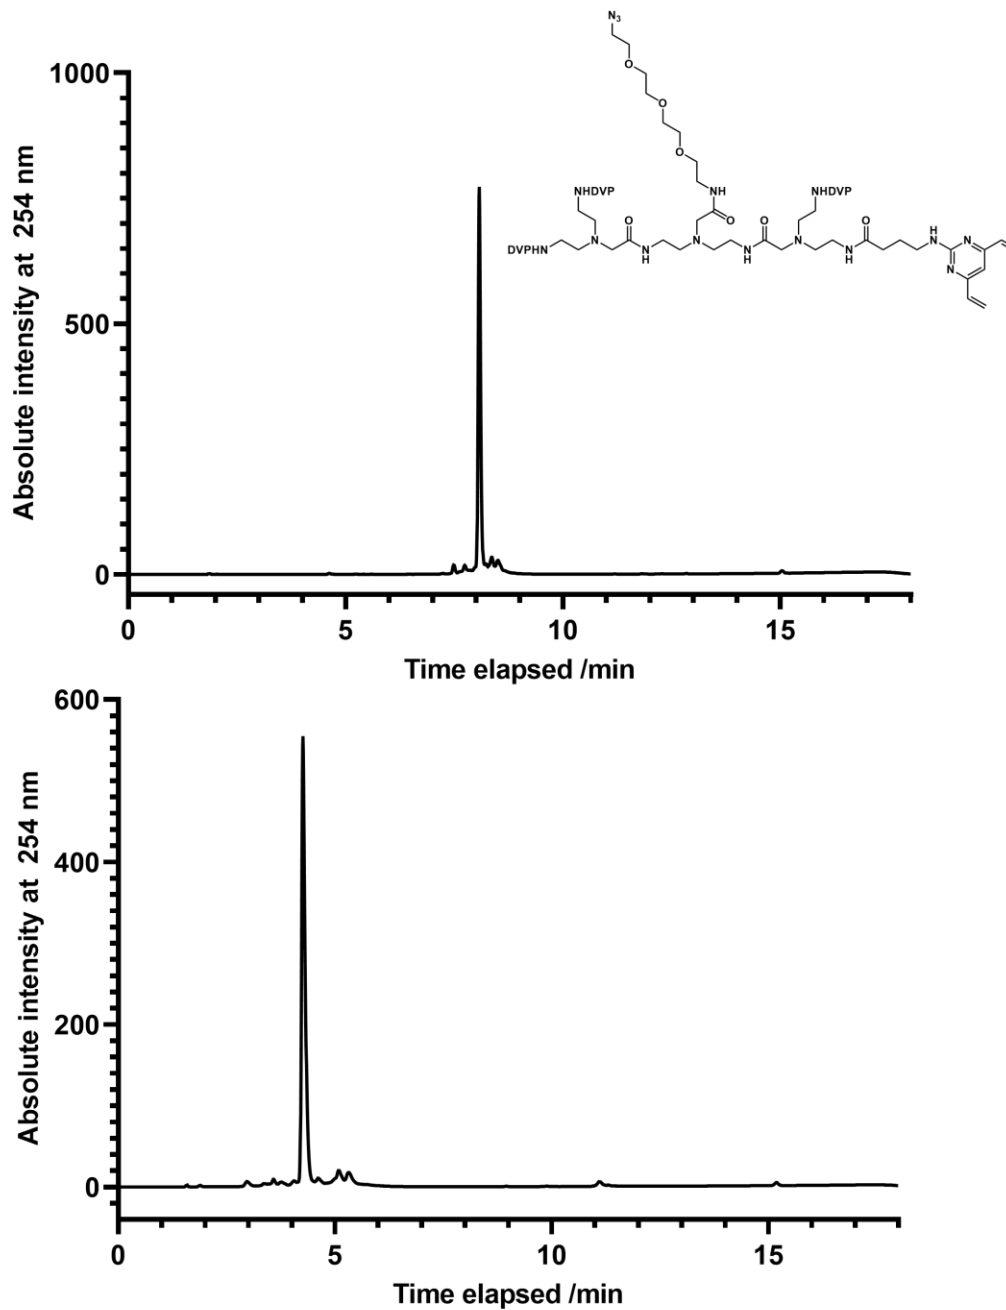 1000
500
0
Absolute intensity at 254 nm
0 5 10 15
Time elapsed /min
N3
O
O
O
NH
O
NHDVP
NHDVP
DVPHN
N
O
N
H
N
N
H
O
N
N
H
O
H
N
N
N
600
400
200
0
Absolute intensity at 254 nm
0 5 10 15
Time elapsed /min